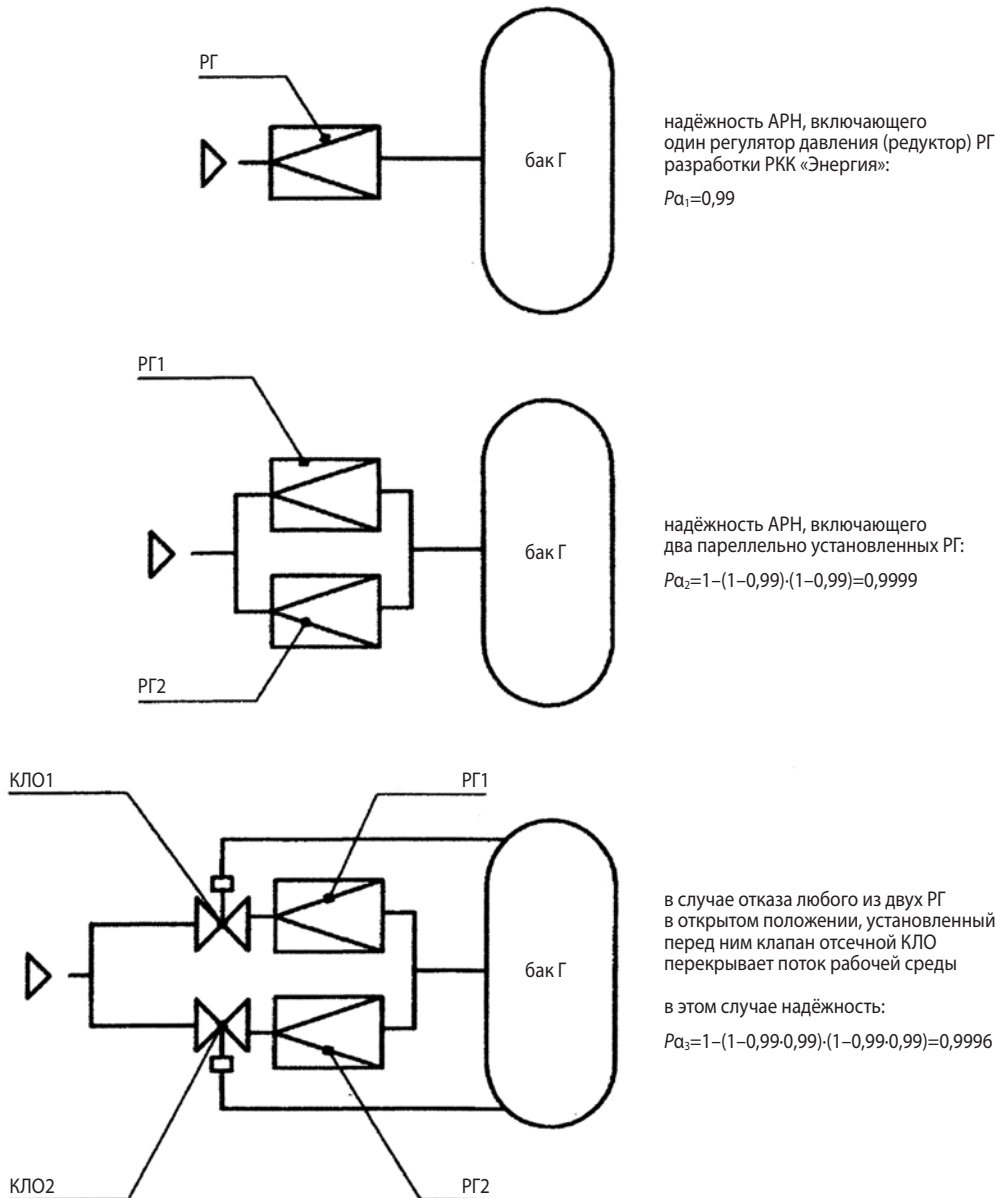 РГ
бак Г
надёжность АРН, включающего
один регулятор давления (редуктор) РГ
разработки РКК «Энергия»:
Pα₁=0,99
РГ1
бак Г
РГ2
надёжность АРН, включающего
два пареллельно установленных РГ:
Pα₂=1–(1–0,99)·(1–0,99)=0,9999
КЛО1
РГ1
бак Г
КЛО2
РГ2
в случае отказа любого из двух РГ
в открытом положении, установленный
перед ним клапан отсечной КЛО
перекрывает поток рабочей среды
в этом случае надёжность:
Pα₃=1–(1–0,99·0,99)·(1–0,99·0,99)=0,9996